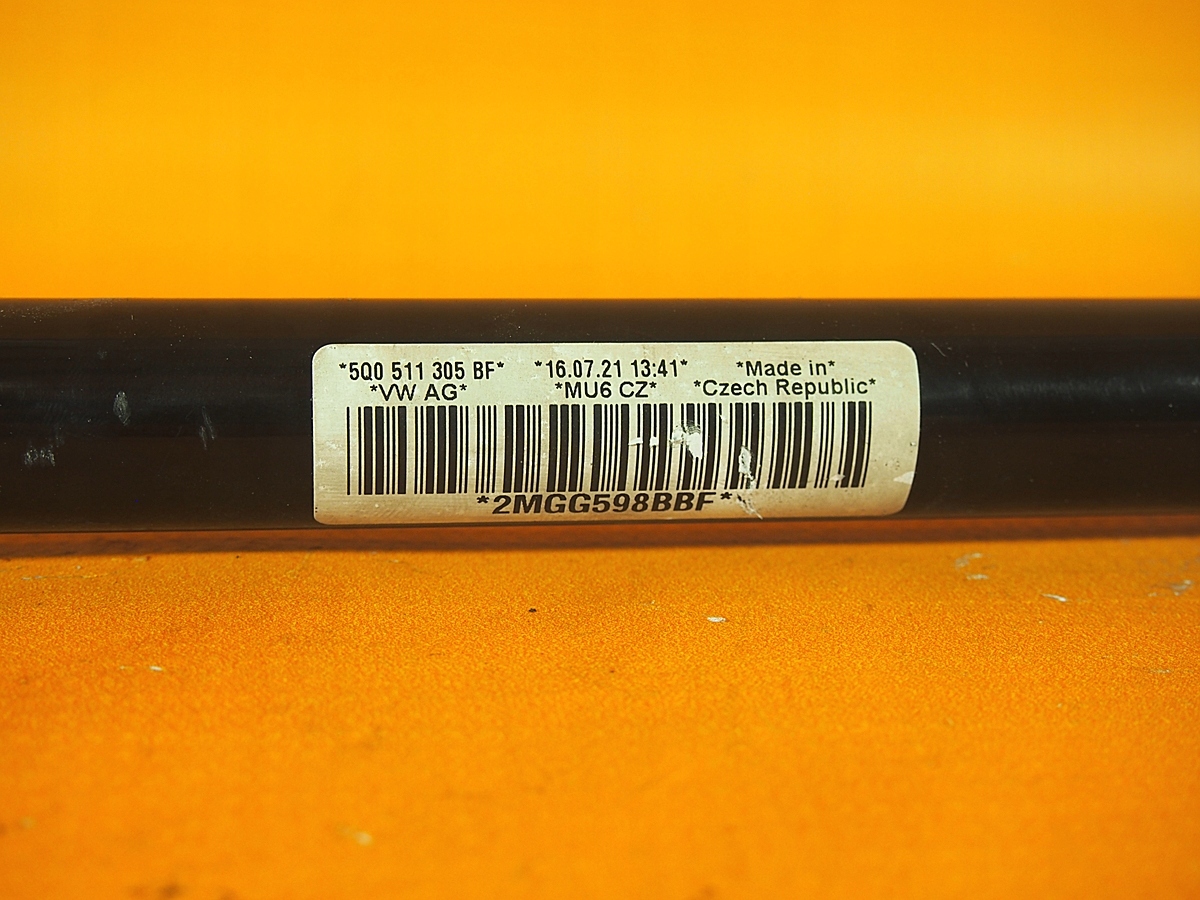 *5Q0 511 305 BF* *16.07.21 13:41* *Made in*
*VW AG* *MU6 CZ* *Czech Republic*
*2MGG598BBF*